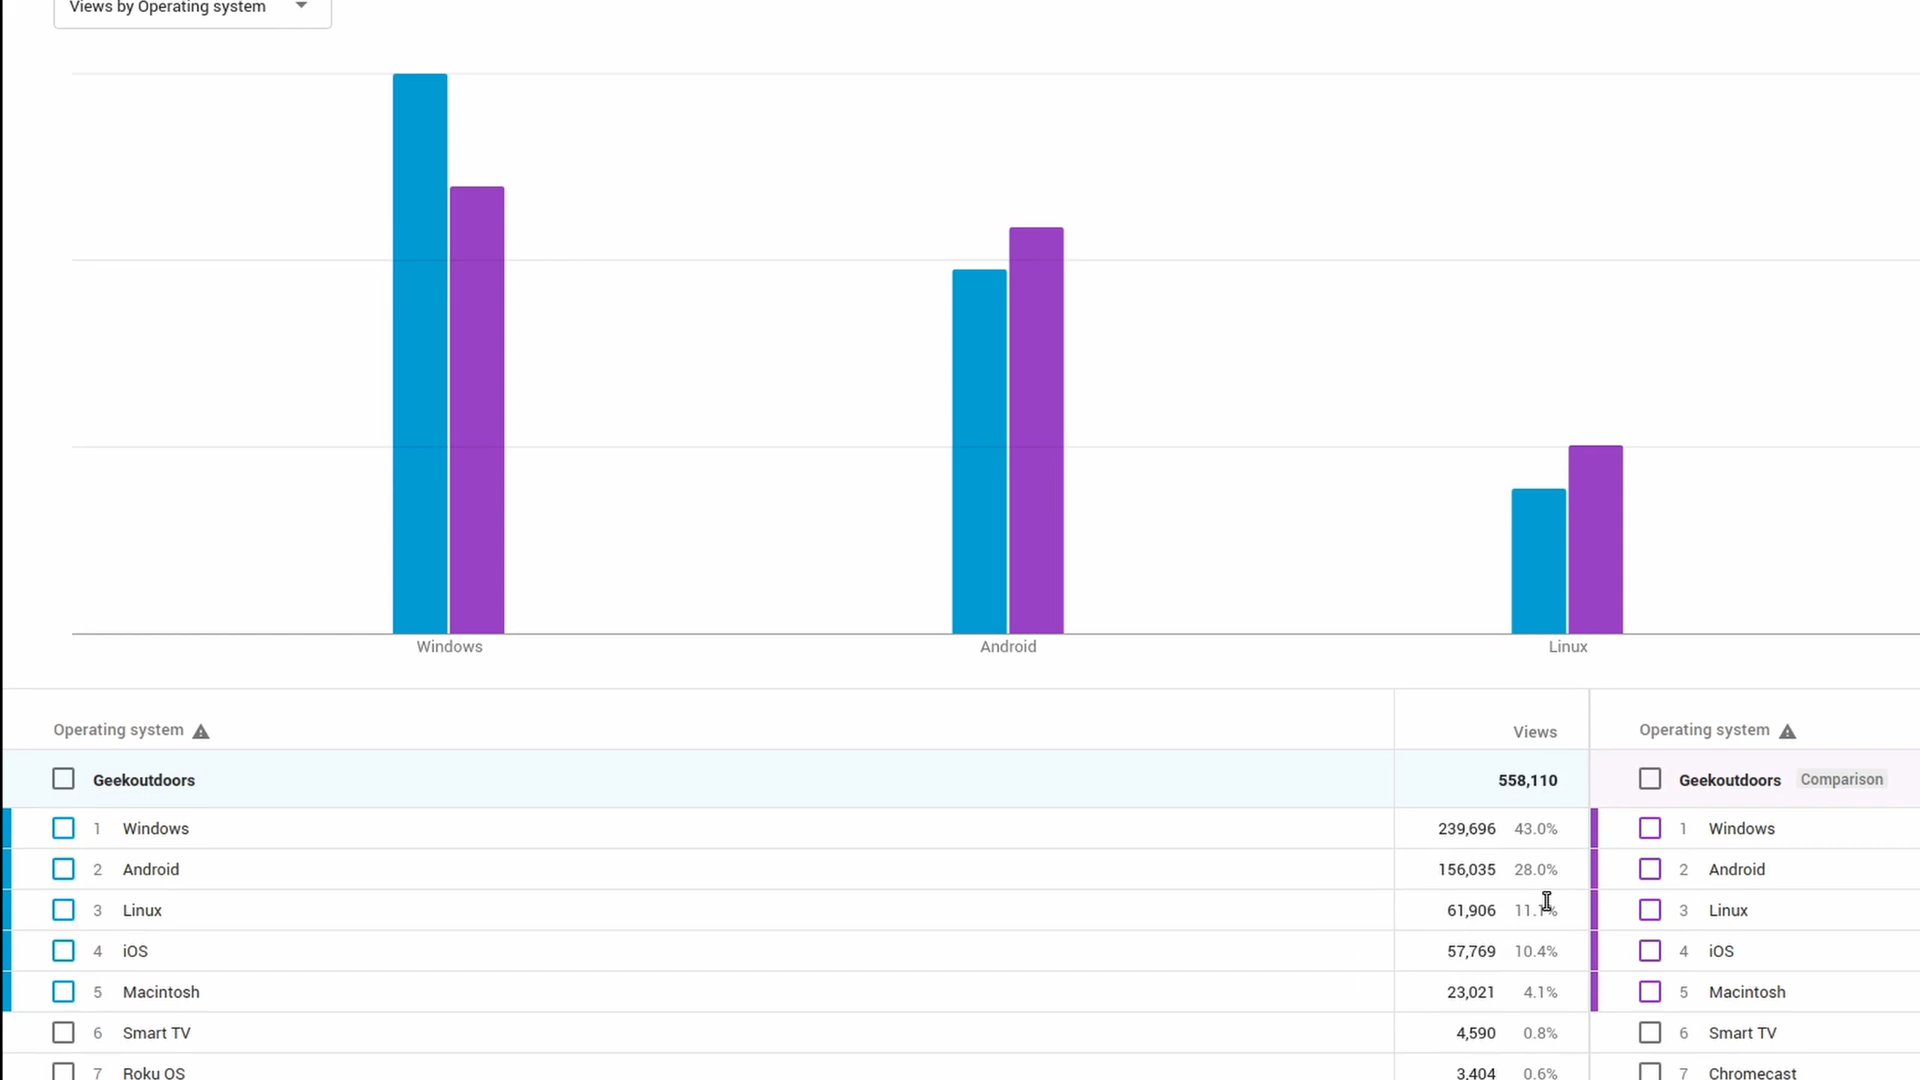 Views by Operating system
Windows Android Linux
Operating system Views Operating system
Geekoutdoors 558,110 Geekoutdoors Comparison
1 Windows 239,696 43.0% 1 Windows
2 Android 156,035 28.0% 2 Android
3 Linux 61,906 11.1% 3 Linux
4 iOS 57,769 10.4% 4 iOS
5 Macintosh 23,021 4.1% 5 Macintosh
6 Smart TV 4,590 0.8% 6 Smart TV
7 Roku OS 3,404 0.6% 7 Chromecast